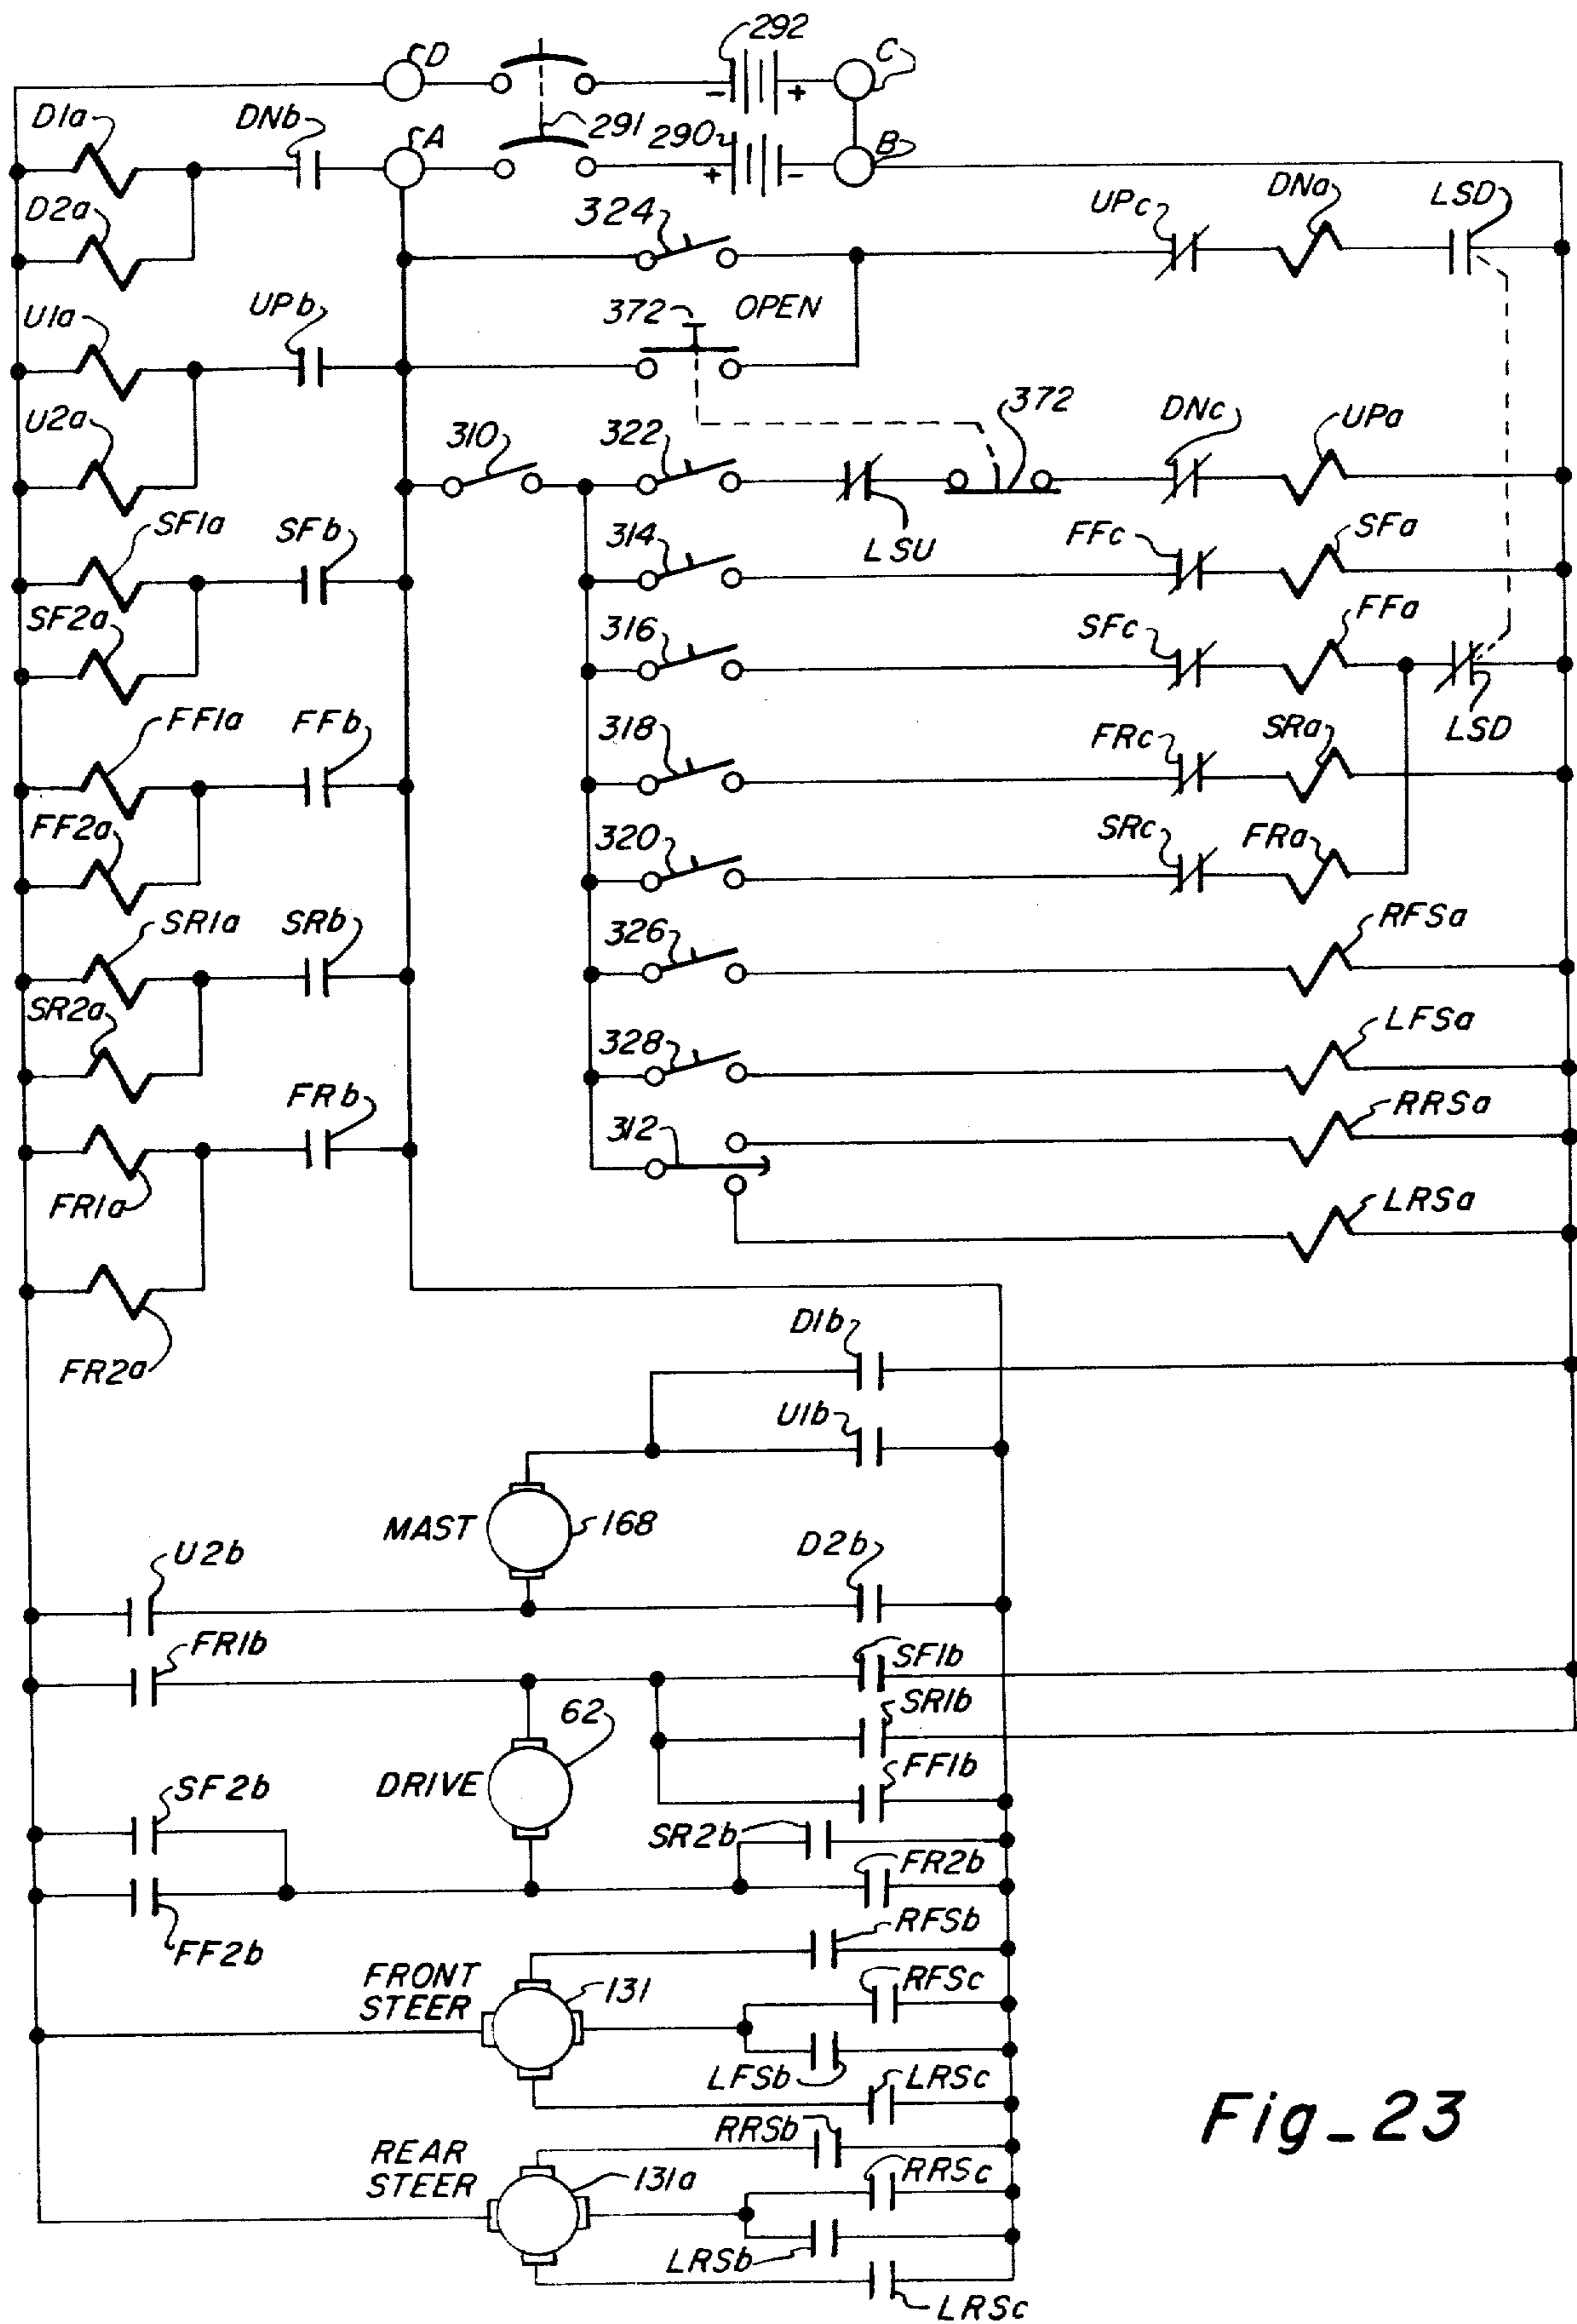 292
D
C
D1a
DNb
A
291
290
B
- +
+ -
D2a
324
UPc
DNa
LSD
U1a
UPb
372
OPEN
U2a
310
322
372
DNc
UPa
LSU
SF1a
SFb
314
FFc
SFa
SF2a
316
SFc
FFa
LSD
FF1a
FFb
318
FRc
SRa
FF2a
320
SRc
FRa
SR1a
SRb
326
RFSa
SR2a
328
LFSa
FRb
312
RRSa
FR1a
LRSa
FR2a
D1b
U1b
MAST
168
U2b
D2b
FR1b
SF1b
62
SR1b
DRIVE
FF1b
SF2b
SR2b
FR2b
FF2b
RFSb
FRONT
STEER
131
RFSc
LFSb
LRSc
RRSb
REAR
STEER
131a
RRSc
LRSb
LRSc
Fig_23